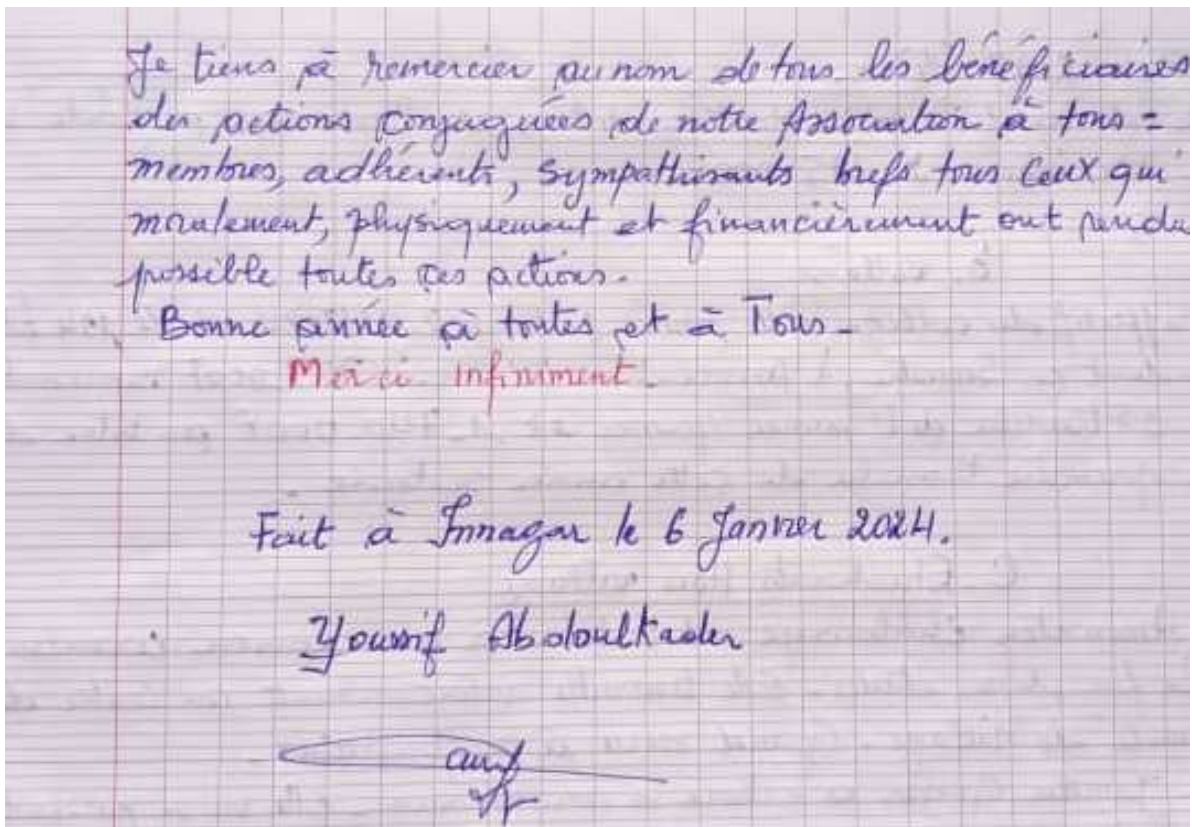 Je tiens à remercier au nom de tous les bénéficiaires
des actions conjuguées de notre Association à tous =
membres, adhérents, sympathisants brefs tous ceux qui
moralement, physiquement et financièrement ont rendu
possible toutes ces actions.
Bonne année à toutes et à Tous -
Merci infiniment
Fait à Innagar le 6 Janvier 2024.
Youssif Abdoulkader